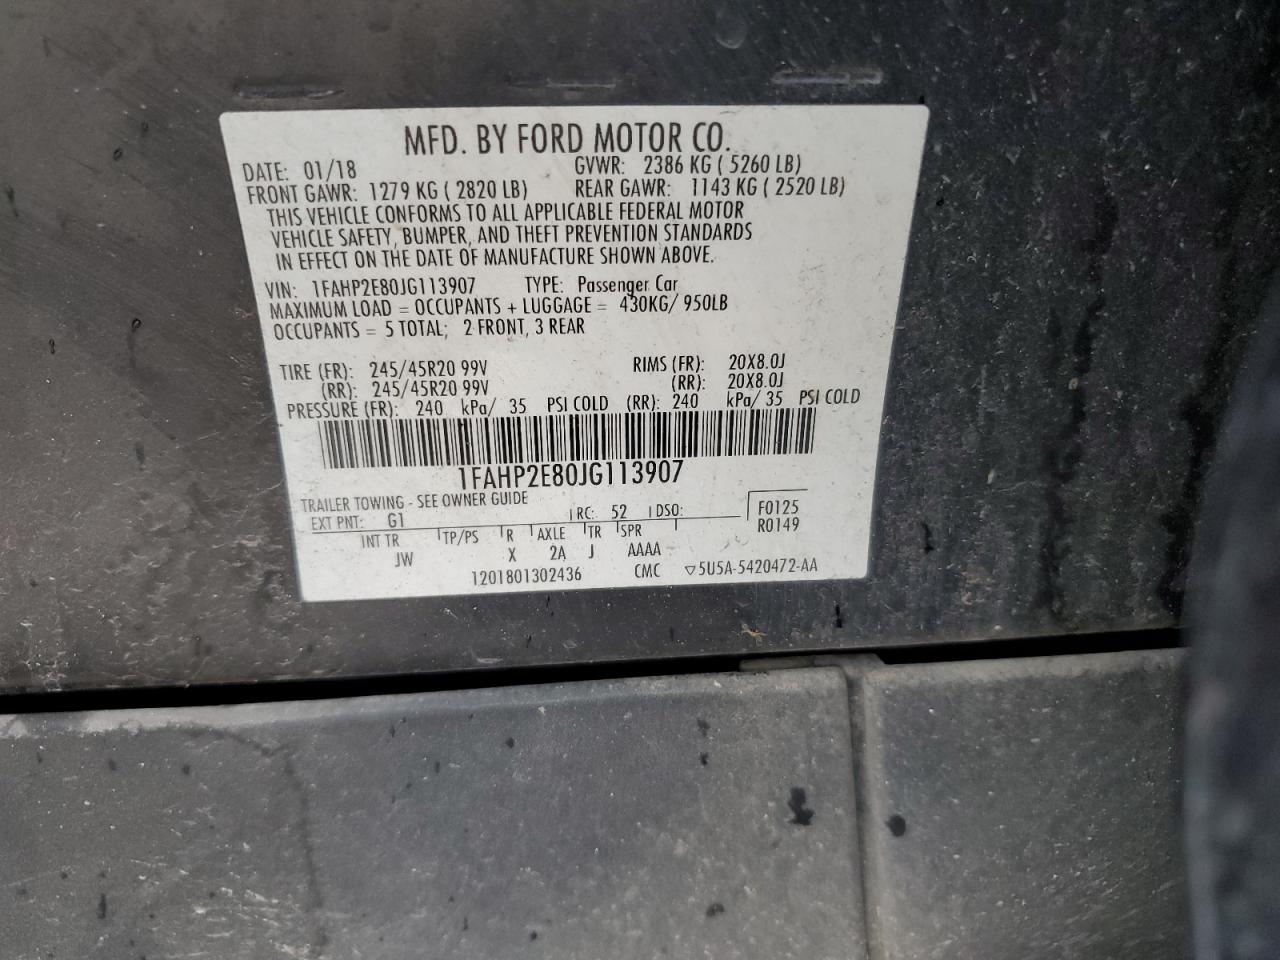 MFD. BY FORD MOTOR CO.
DATE: 01/18 GVWR: 2386 KG ( 5260 LB)
FRONT GAWR: 1279 KG ( 2820 LB) REAR GAWR: 1143 KG ( 2520 LB)
THIS VEHICLE CONFORMS TO ALL APPLICABLE FEDERAL MOTOR
VEHICLE SAFETY, BUMPER, AND THEFT PREVENTION STANDARDS
IN EFFECT ON THE DATE OF MANUFACTURE SHOWN ABOVE.
VIN: 1FAHP2E80JG113907 TYPE: Passenger Car
MAXIMUM LOAD = OCCUPANTS + LUGGAGE = 430KG/ 950LB
OCCUPANTS = 5 TOTAL; 2 FRONT, 3 REAR
TIRE (FR): 245/45R20 99V RIMS (FR): 20X8.0J
(RR): 245/45R20 99V (RR): 20X8.0J
PRESSURE (FR): 240 kPa/ 35 PSI COLD (RR): 240 kPa/ 35 PSI COLD
1FAHP2E80JG113907
TRAILER TOWING - SEE OWNER GUIDE
EXT PNT: G1 RC: 52 DSO: F0125
R0149
INT TR TP/PS R AXLE TR SPR
JW X 2A J AAAA
1201801302436 CMC ▽5U5A-5420472-AA